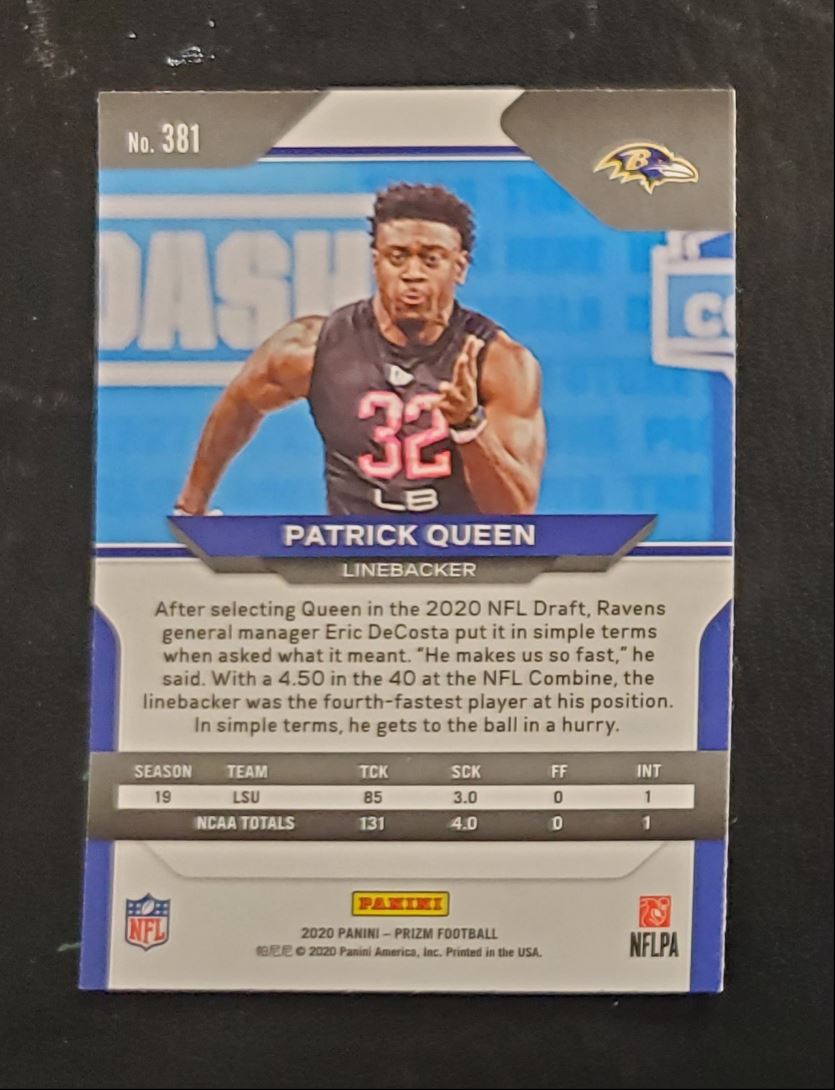 No. 381
B
DASH
CO
32
LB
PATRICK QUEEN
LINEBACKER
After selecting Queen in the 2020 NFL Draft, Ravens
general manager Eric DeCosta put it in simple terms
when asked what it meant. “He makes us so fast,” he
said. With a 4.50 in the 40 at the NFL Combine, the
linebacker was the fourth-fastest player at his position.
In simple terms, he gets to the ball in a hurry.
SEASON TEAM TCK SCK FF INT
19 LSU 85 3.0 0 1
NCAA TOTALS 131 4.0 0 1
PANINI
NFL
NFLPA
2020 PANINI – PRIZM FOOTBALL
帕尼尼 © 2020 Panini America, Inc. Printed in the USA.